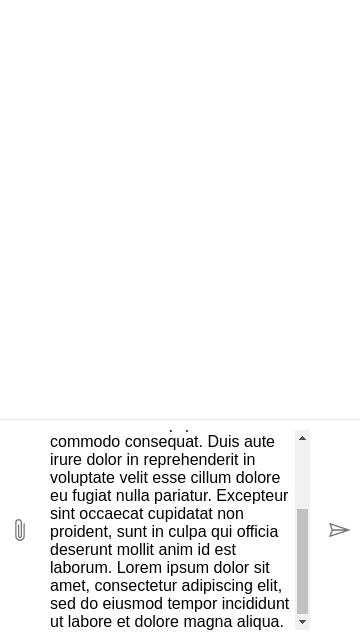 commodo consequat. Duis aute
irure dolor in reprehenderit in
voluptate velit esse cillum dolore
eu fugiat nulla pariatur. Excepteur
sint occaecat cupidatat non
proident, sunt in culpa qui officia
deserunt mollit anim id est
laborum. Lorem ipsum dolor sit
amet, consectetur adipiscing elit,
sed do eiusmod tempor incididunt
ut labore et dolore magna aliqua.